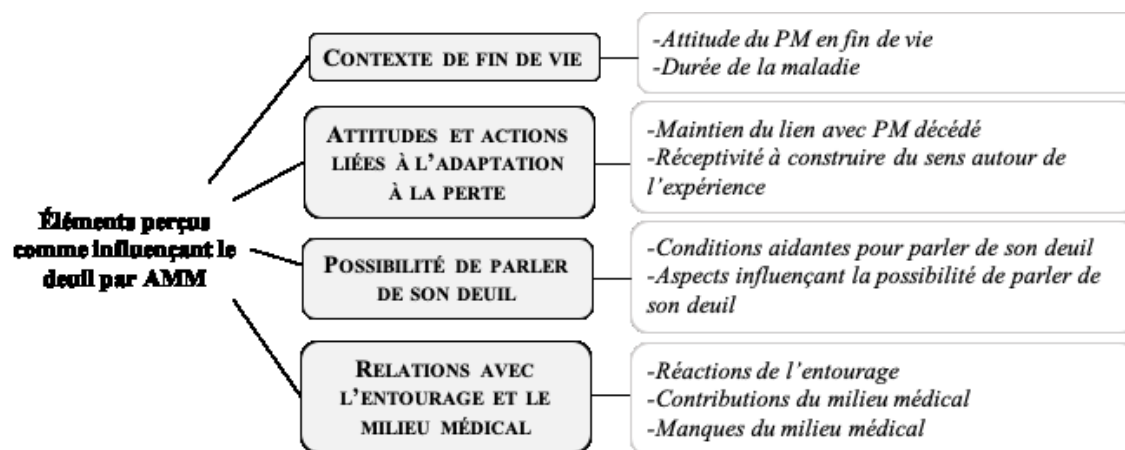 CONTEXTE DE FIN DE VIE
-Attitude du PM en fin de vie
-Durée de la maladie
ATTITUDES ET ACTIONS
LIÉES À L'ADAPTATION
À LA PERTE
-Maintien du lien avec PM décédé
-Réceptivité à construire du sens autour de
l'expérience
Éléments perçus
comme influençant le
deuil par AMM
POSSIBILITÉ DE PARLER
DE SON DEUIL
-Conditions aidantes pour parler de son deuil
-Aspects influençant la possibilité de parler de
son deuil
RELATIONS AVEC
L'ENTOURAGE ET LE
MILIEU MÉDICAL
-Réactions de l'entourage
-Contributions du milieu médical
-Manques du milieu médical